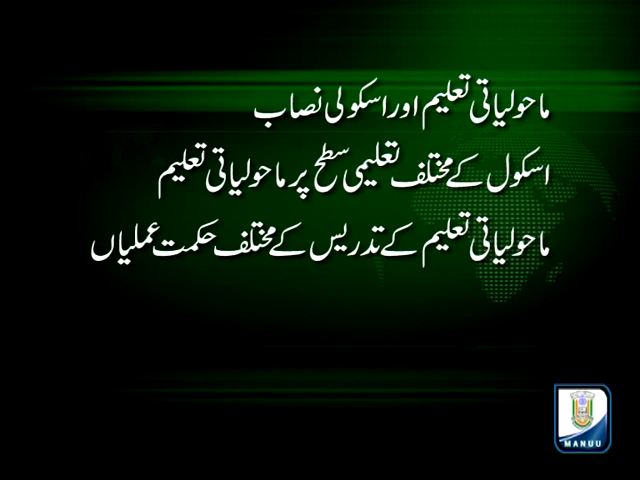 ماحولیاتی تعلیم اور اسکولی نصاب
اسکول کے مختلف تعلیمی سطح پر ماحولیاتی تعلیم
ماحولیاتی تعلیم کے تدریس کے مختلف حکمت عملیاں
MANUU